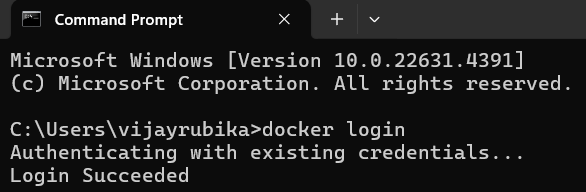 Command Prompt
Microsoft Windows [Version 10.0.22631.4391]
(c) Microsoft Corporation. All rights reserved.
C:\Users\vijayrubika>docker login
Authenticating with existing credentials...
Login Succeeded